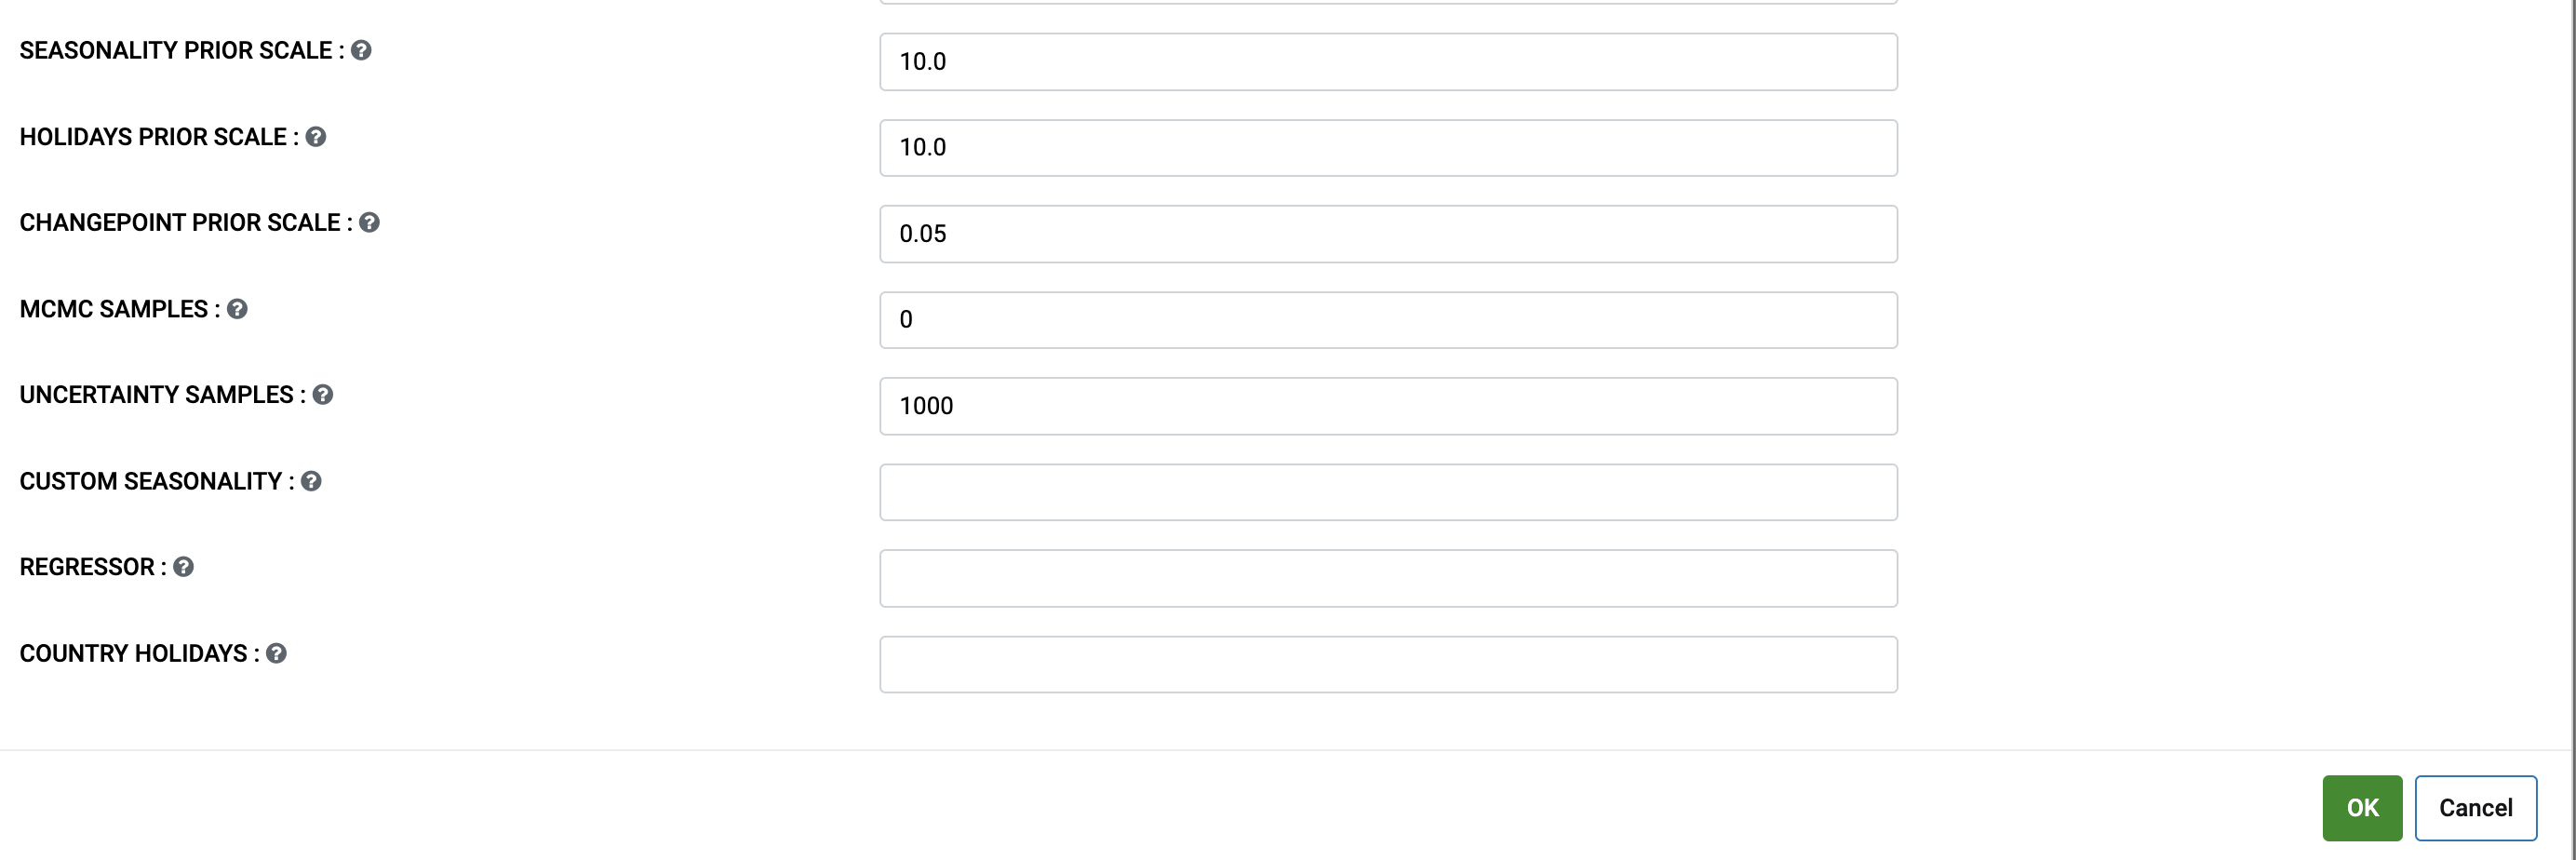 SEASONALITY PRIOR SCALE : ?
10.0
HOLIDAYS PRIOR SCALE : ?
10.0
CHANGEPOINT PRIOR SCALE : ?
0.05
MCMC SAMPLES : ?
0
UNCERTAINTY SAMPLES : ?
1000
CUSTOM SEASONALITY : ?
REGRESSOR : ?
COUNTRY HOLIDAYS : ?
OK Cancel